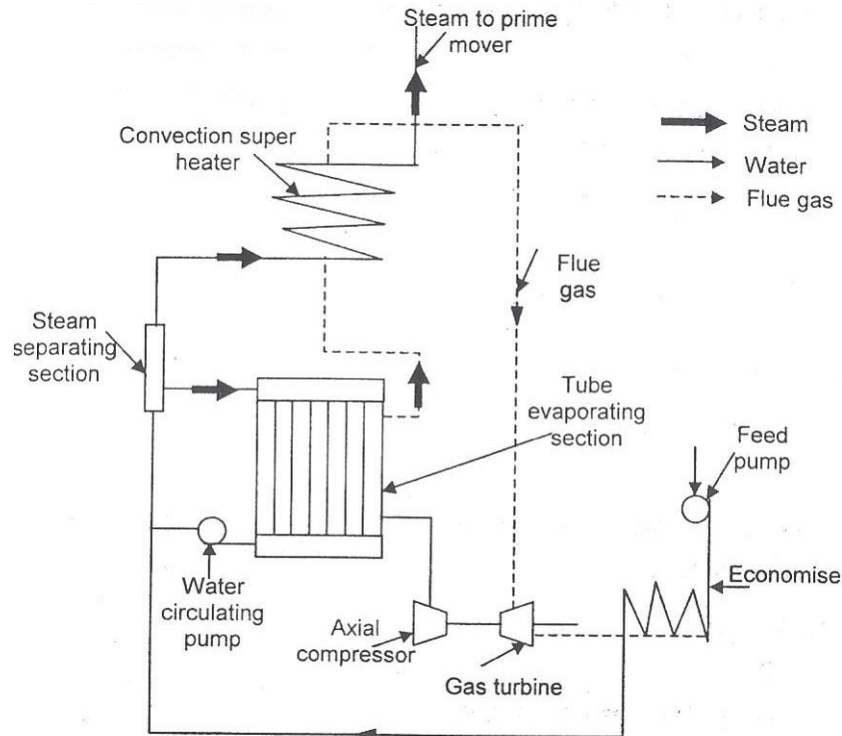 Steam to prime
mover
Convection super
heater
Steam
Water
Flue gas
Flue
gas
Steam
separating
section
Tube
evaporating
section
Feed
pump
Water
circulating
pump
Economise
Axial
compressor
Gas turbine